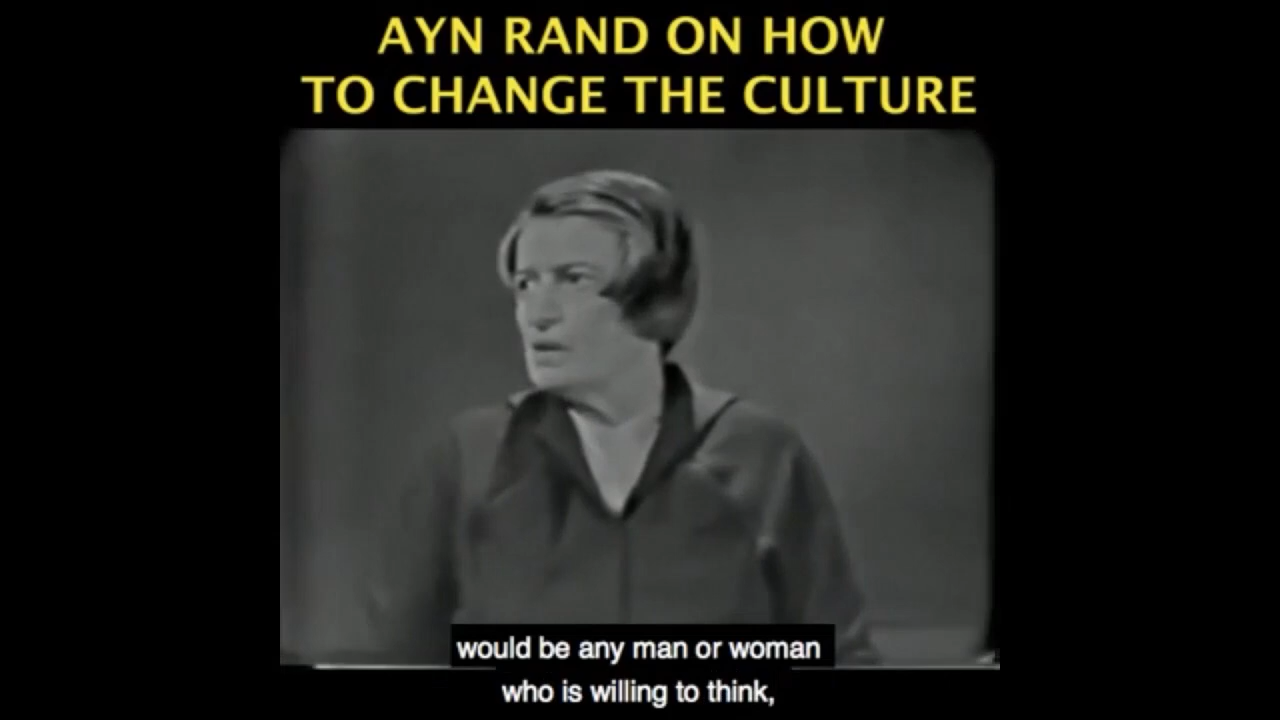 AYN RAND ON HOW
TO CHANGE THE CULTURE
would be any man or woman
who is willing to think,